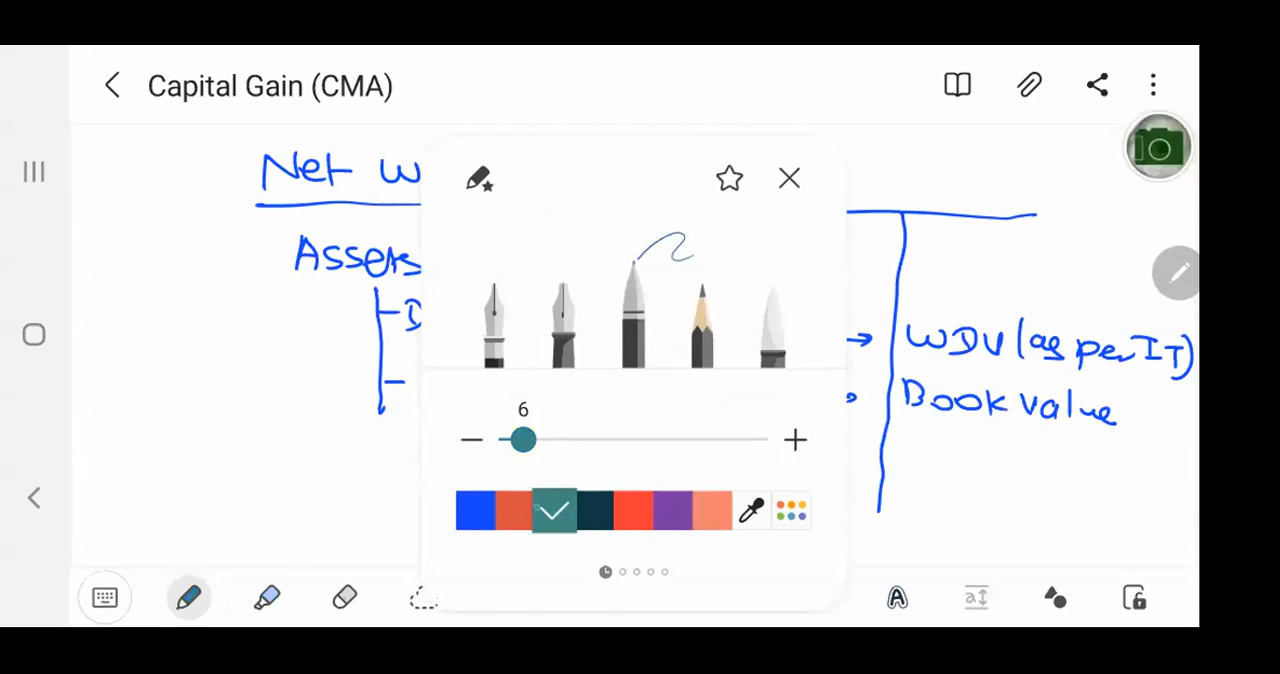 Capital Gain (CMA)
Net W
Assets
D
WDV (as per IT)
Book value
6
A
a